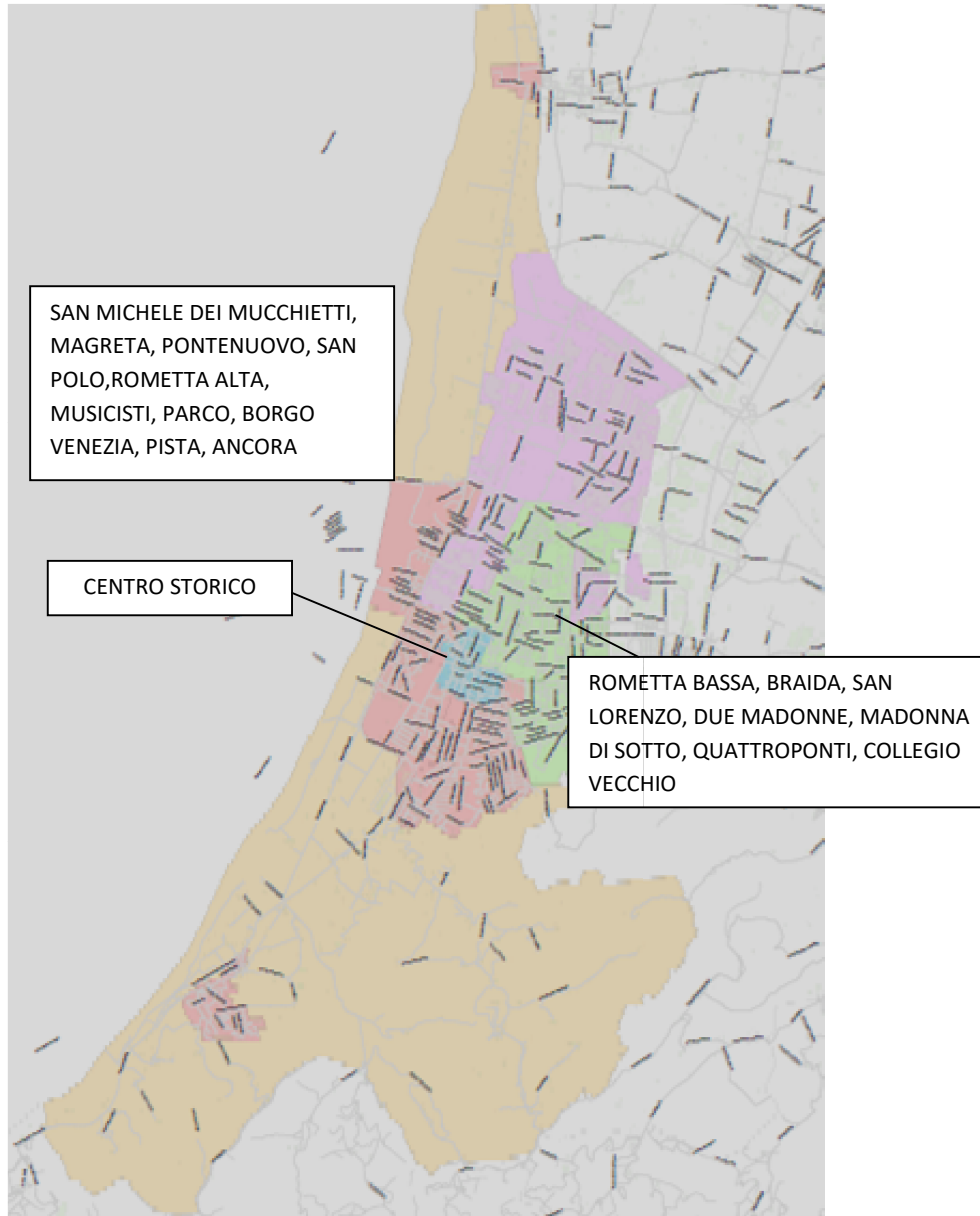 SAN MICHELE DEI MUCCHIETTI,
MAGRETA, PONTENUOVO, SAN
POLO,ROMETTA ALTA,
MUSICISTI, PARCO, BORGO
VENEZIA, PISTA, ANCORA
CENTRO STORICO
ROMETTA BASSA, BRAIDA, SAN
LORENZO, DUE MADONNE, MADONNA
DI SOTTO, QUATTROPONTI, COLLEGIO
VECCHIO